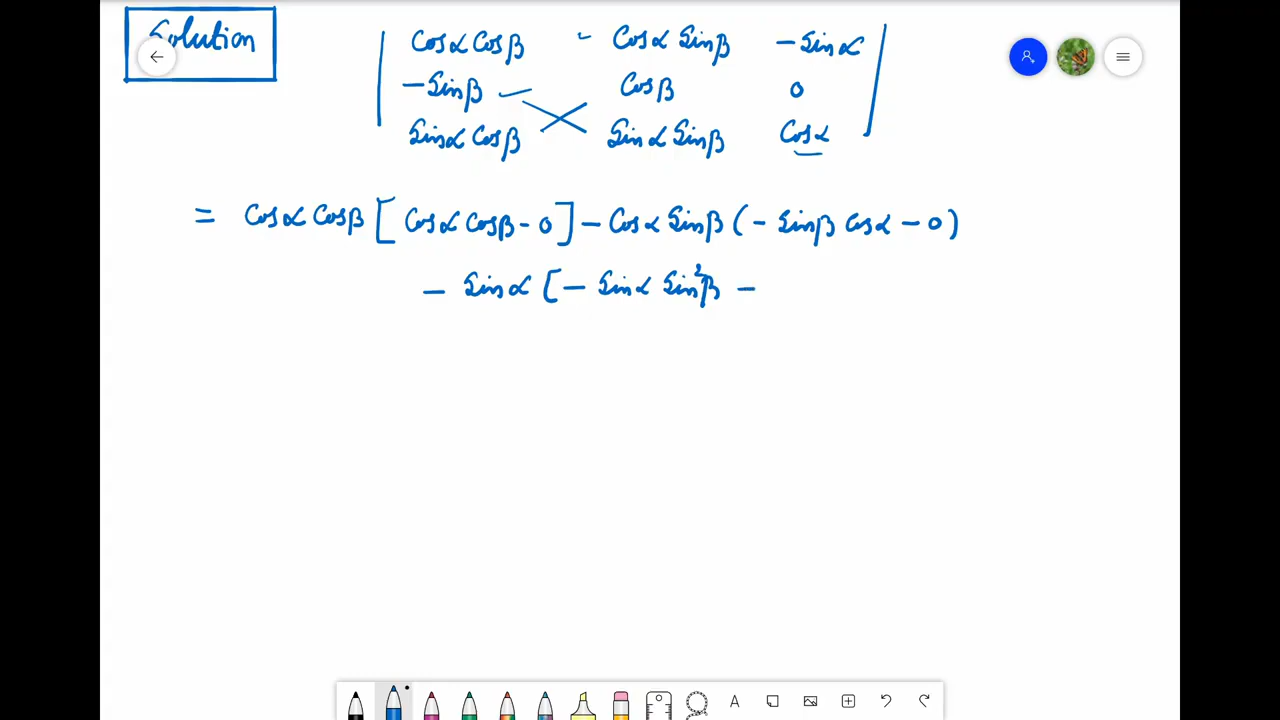 Solution
| Cosα Cosβ - Cosα Sinβ -Sinα |
| -Sinβ Cosβ 0 |
| Sinα Cosβ Sinα Sinβ Cosα |
= Cosα Cosβ [ Cosα Cosβ - 0 ] - Cosα Sinβ ( - Sinβ Cosα - 0 )
- Sinα [ - Sinα Sin²β -
A